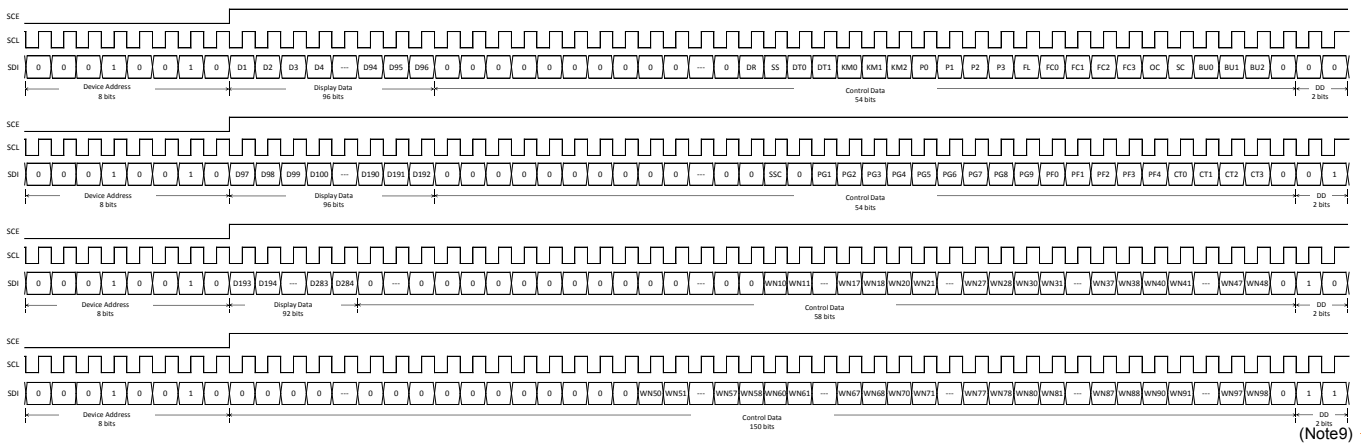 SCE
SCL
SDI 0 0 0 1 0 0 1 0 D1 D2 D3 D4 --- D94 D95 D96 0 0 0 0 0 0 0 0 0 0 --- 0 DR SS DT0 DT1 KM0 KM1 KM2 P0 P1 P2 P3 FL FC0 FC1 FC2 FC3 OC SC BU0 BU1 BU2 0 0 0
Device Address Display Data Control Data DD
8 bits 96 bits 54 bits 2 bits
SCE
SCL
SDI 0 0 0 1 0 0 1 0 D97 D98 D99 D100 --- D190 D191 D192 0 0 0 0 0 0 0 0 0 0 --- 0 0 SSC 0 PG1 PG2 PG3 PG4 PG5 PG6 PG7 PG8 PG9 PF0 PF1 PF2 PF3 PF4 CT0 CT1 CT2 CT3 0 0 1
Device Address Display Data Control Data DD
8 bits 96 bits 54 bits 2 bits
SCE
SCL
SDI 0 0 0 1 0 0 1 0 D193 D194 --- D283 D284 0 --- 0 0 0 0 0 0 0 0 0 0 0 --- 0 0 WN10 WN11 --- WN17 WN18 WN20 WN21 --- WN27 WN28 WN30 WN31 --- WN37 WN38 WN40 WN41 --- WN47 WN48 0 1 0
Device Address Display Data Control Data DD
8 bits 92 bits 58 bits 2 bits
SCE
SCL
SDI 0 0 0 1 0 0 1 0 0 0 0 0 --- 0 0 0 0 0 0 0 0 0 0 0 WN50 WN51 --- WN57 WN58 WN60 WN61 --- WN67 WN68 WN70 WN71 --- WN77 WN78 WN80 WN81 --- WN87 WN88 WN90 WN91 --- WN97 WN98 0 1 1
Device Address Control Data DD
8 bits 150 bits 2 bits
(Note9)